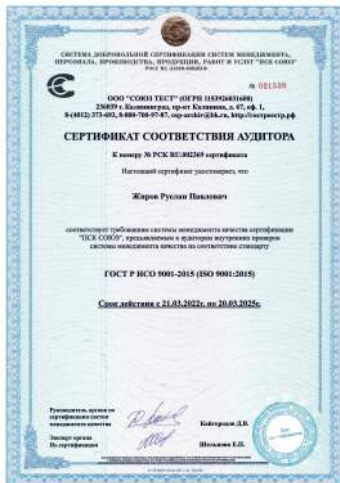 СИСТЕМА ДОБРОВОЛЬНОЙ СЕРТИФИКАЦИИ СИСТЕМ МЕНЕДЖМЕНТА,
ПЕРСОНАЛА, ПРОИЗВОДСТВА, ПРОДУКЦИИ, РАБОТ И УСЛУГ "ПСК СОЮЗ"
№ 021539
ООО "СОЮЗ ТЕСТ" (ОГРН 1153926031600)
236039 г. Калининград, пр-кт Калинина, д. 67, оф. 1,
СЕРТИФИКАТ СООТВЕТСТВИЯ АУДИТОРА
К номеру № РСК RU.002369 сертификата
Настоящий сертификат удостоверяет, что
Жиров Руслан Павлович
соответствует требованиям системы менеджмента качества сертификации
"ПСК СОЮЗ", предъявляемым к аудиторам внутренних проверок
системы менеджмента качества на соответствие стандарту
ГОСТ Р ИСО 9001-2015 (ISO 9001:2015)
Срок действия с 21.03.2022г. по 20.03.2025г.
Руководитель органа по
сертификации систем
менеджмента качества
Кайгородов Д.В.
Эксперт органа
По сертификации
Шельпова Е.П.